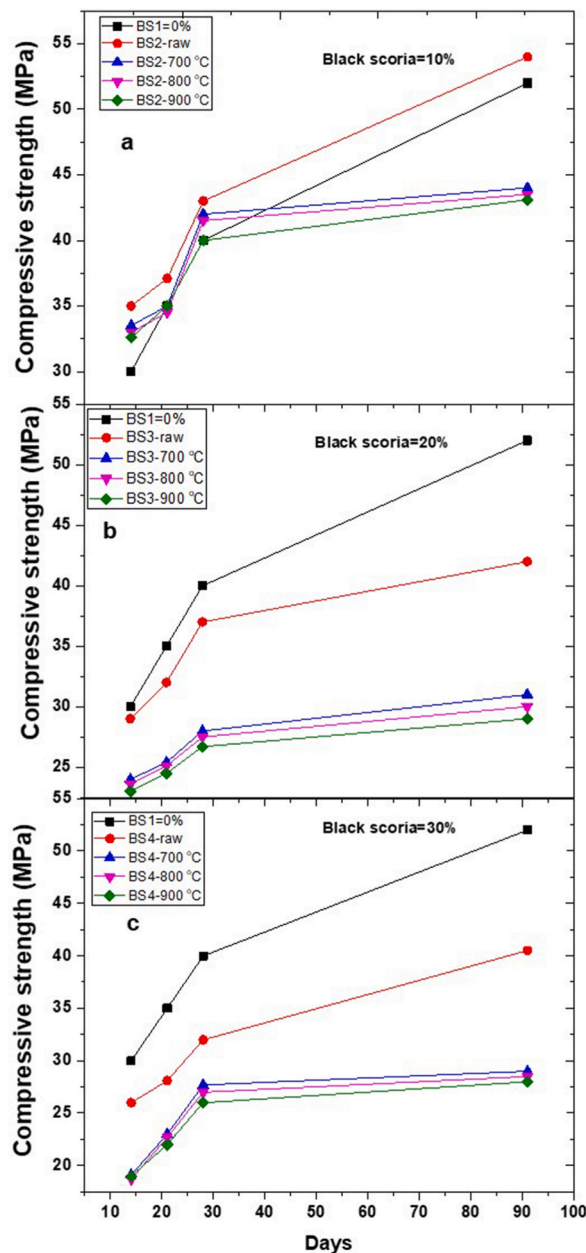 BS1=0%
BS2-raw
BS2-700 °C
BS2-800 °C
BS2-900 °C
Black scoria=10%
a
Compressive strength (MPa)
55
50
45
40
35
30
55
BS1=0%
BS3-raw
BS3-700 °C
BS3-800 °C
BS3-900 °C
Black scoria=20%
b
Compressive strength (MPa)
50
45
40
35
30
25
55
BS1=0%
BS4-raw
BS4-700 °C
BS4-800 °C
BS4-900 °C
Black scoria=30%
c
Compressive strength (MPa)
50
45
40
35
30
25
20
10 20 30 40 50 60 70 80 90 100
Days